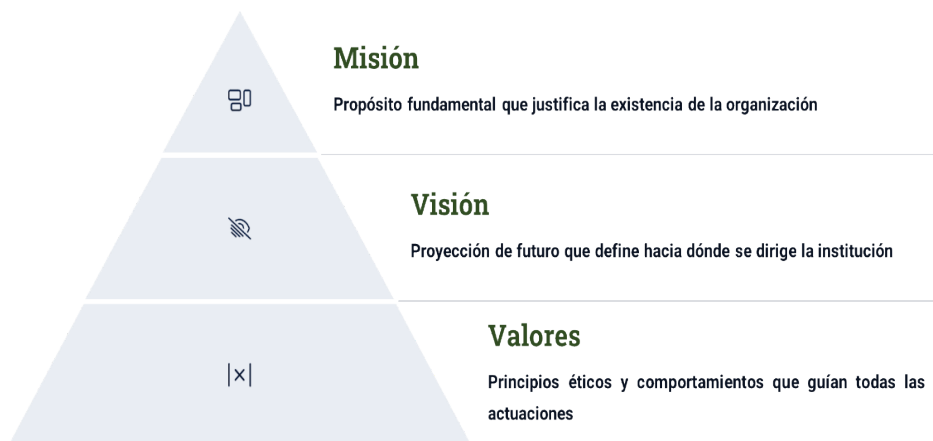 Misión
Propósito fundamental que justifica la existencia de la organización
Visión
Proyección de futuro que define hacia dónde se dirige la institución
|x|
Valores
Principios éticos y comportamientos que guían todas las
actuaciones